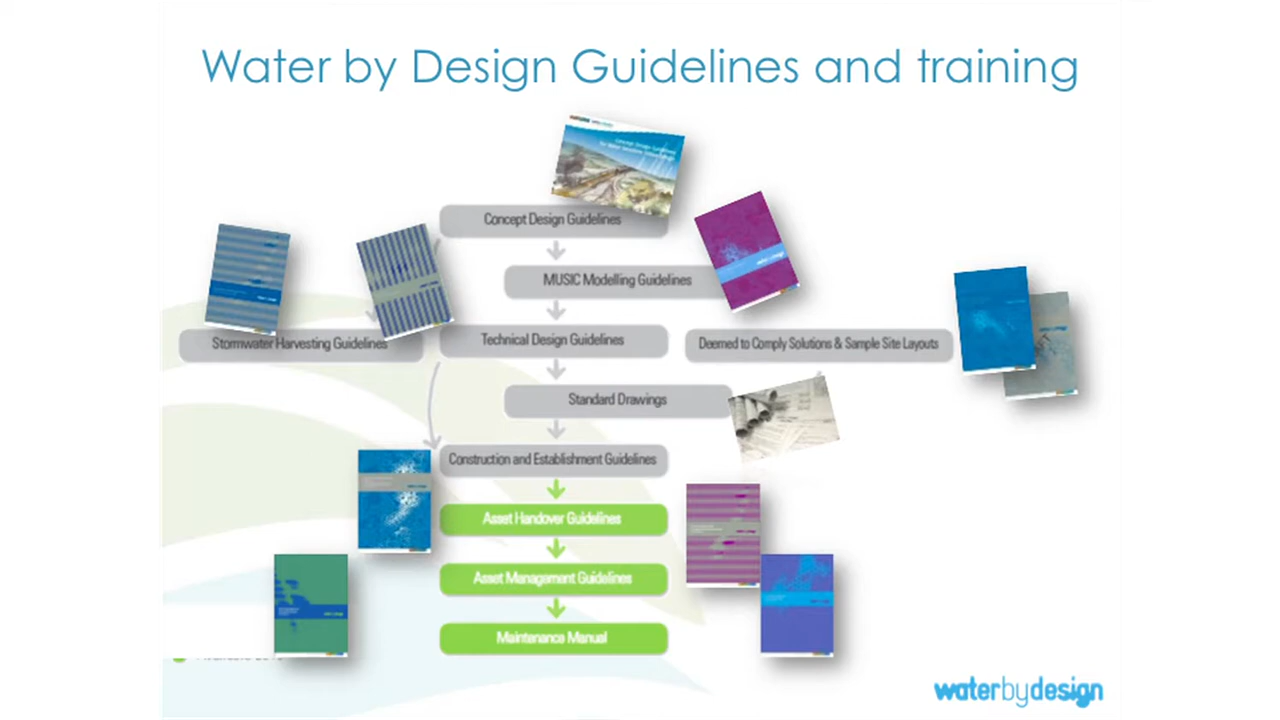 Water by Design Guidelines and training
Concept Design Guidelines
MUSIC Modelling Guidelines
Stormwater Harvesting Guidelines
Technical Design Guidelines
Deemed to Comply Solutions & Sample Site Layouts
Standard Drawings
Construction and Establishment Guidelines
Asset Handover Guidelines
Asset Management Guidelines
Maintenance Manual
waterbydesign